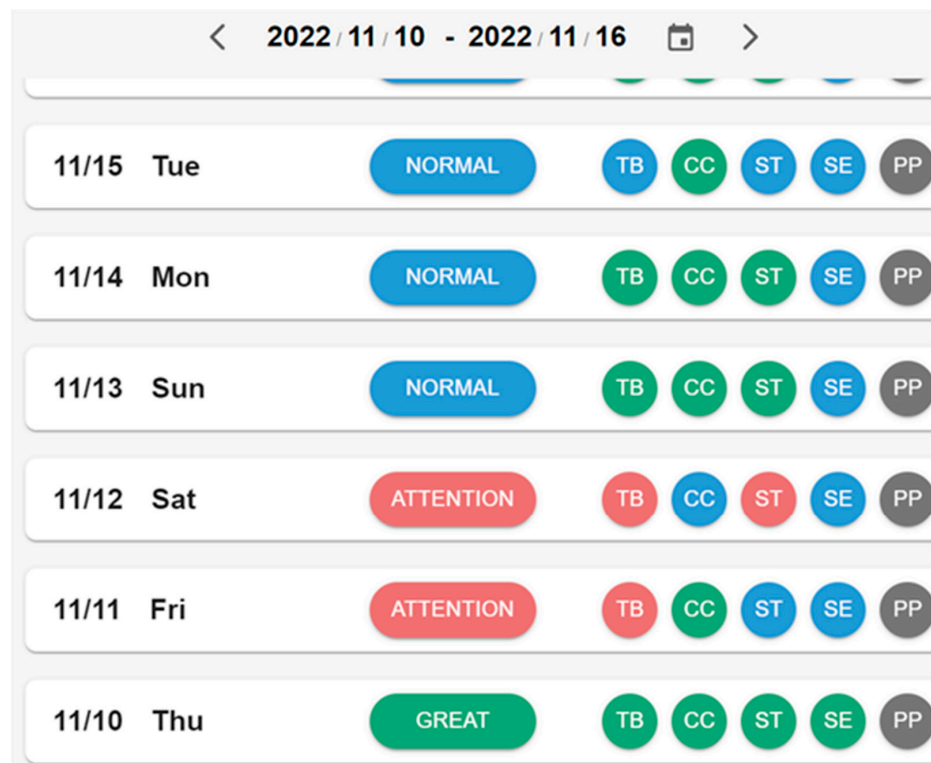 2022/11/10 - 2022/11/16
11/15 Tue NORMAL TB CC ST SE PP
11/14 Mon NORMAL TB CC ST SE PP
11/13 Sun NORMAL TB CC ST SE PP
11/12 Sat ATTENTION TB CC ST SE PP
11/11 Fri ATTENTION TB CC ST SE PP
11/10 Thu GREAT TB CC ST SE PP